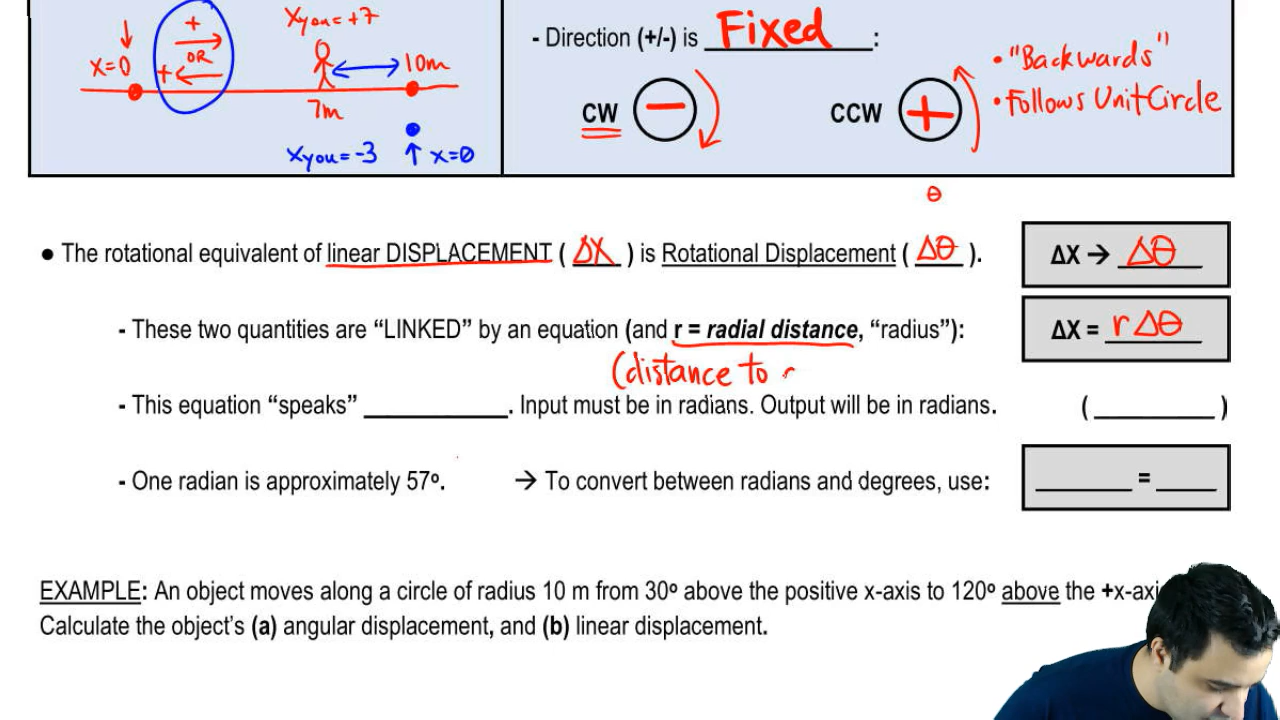 +
OR
+
X=0
Xyou=+7
7m
10m
Xyou=-3 ↑ X=0
- Direction (+/-) is Fixed :
CW − CCW +
• "Backwards"
• Follows Unit Circle
θ
● The rotational equivalent of linear DISPLACEMENT ( ΔX ) is Rotational Displacement ( Δθ ).
ΔX → Δθ
- These two quantities are “LINKED” by an equation (and r = radial distance, “radius”):
ΔX = rΔθ
(distance to
- This equation “speaks” ___________. Input must be in radians. Output will be in radians. ( _________ )
- One radian is approximately 57º. → To convert between radians and degrees, use: _______ = ____
EXAMPLE: An object moves along a circle of radius 10 m from 30º above the positive x-axis to 120º above the +x-axi
Calculate the object’s (a) angular displacement, and (b) linear displacement.